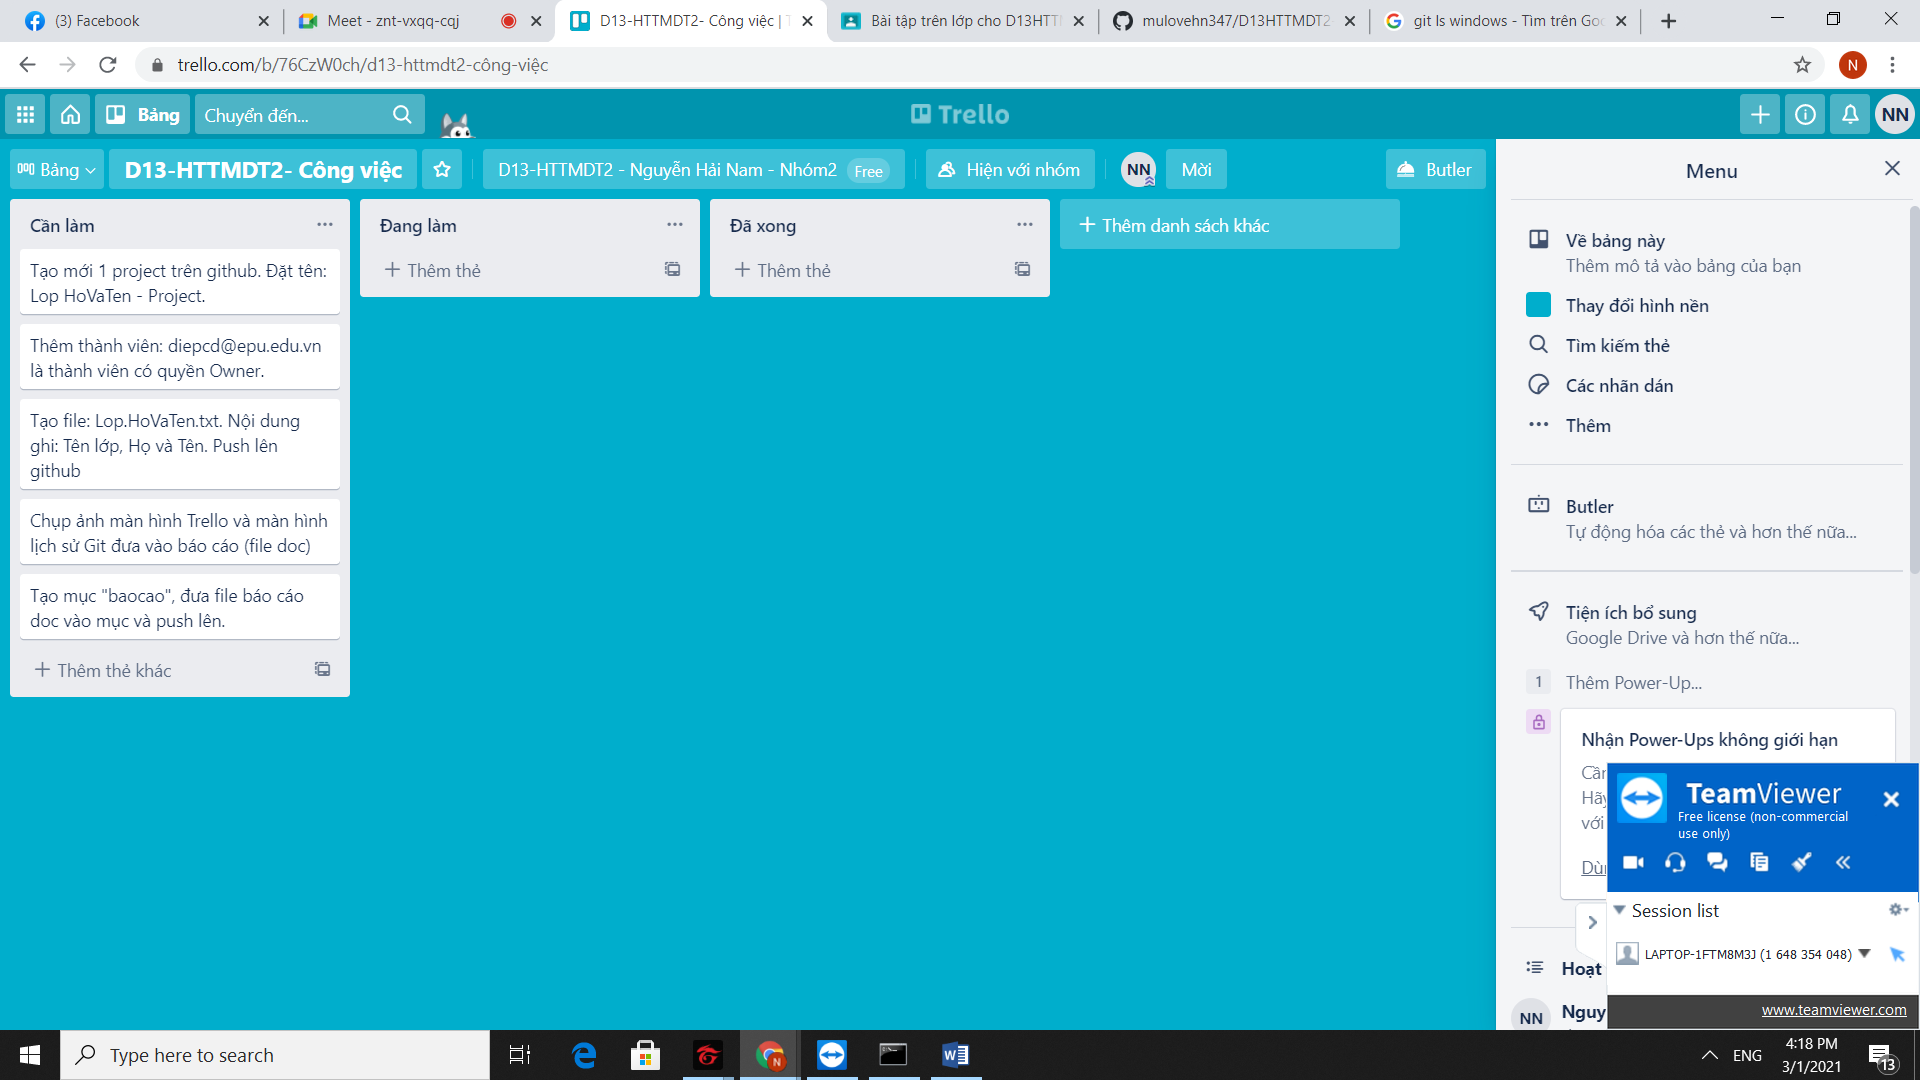 (3) Facebook
Meet - znt-vxqq-cqj
D13-HTTMDT2- Công việc | T
Bài tập trên lớp cho D13HTT
mulovehn347/D13HTTMDT2-
git ls windows - Tìm trên Goo
trello.com/b/76CzW0ch/d13-httmdt2-công-việc
N
Bảng
Chuyển đến...
Trello
NN
Bảng
D13-HTTMDT2- Công việc
D13-HTTMDT2 - Nguyễn Hải Nam - Nhóm2 Free
Hiện với nhóm
NN
Mời
Butler
Cần làm
Tạo mới 1 project trên github. Đặt tên:
Lop HoVaTen - Project.
Thêm thành viên: diepcd@epu.edu.vn
là thành viên có quyền Owner.
Tạo file: Lop.HoVaTen.txt. Nội dung
ghi: Tên lớp, Họ và Tên. Push lên
github
Chụp ảnh màn hình Trello và màn hình
lịch sử Git đưa vào báo cáo (file doc)
Tạo mục "baocao", đưa file báo cáo
doc vào mục và push lên.
Thêm thẻ khác
Đang làm
Thêm thẻ
Đã xong
Thêm thẻ
Thêm danh sách khác
Menu
Về bảng này
Thêm mô tả vào bảng của bạn
Thay đổi hình nền
Tìm kiếm thẻ
Các nhãn dán
Thêm
Butler
Tự động hóa các thẻ và hơn thế nữa...
Tiện ích bổ sung
Google Drive và hơn thế nữa...
1
Thêm Power-Up...
Nhận Power-Ups không giới hạn
Hãy
với
Hoạt
NN
Nguy
TeamViewer
Free license (non-commercial
use only)
Session list
LAPTOP-1FTM8M3J (1 648 354 048)
www.teamviewer.com
Type here to search
N
ENG
4:18 PM
3/1/2021
13